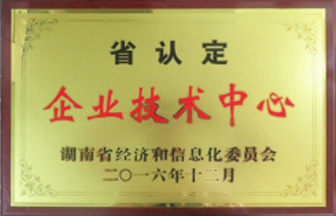 省认定
企业技术中心
湖南省经济和信息化委员会
二〇一六年十二月